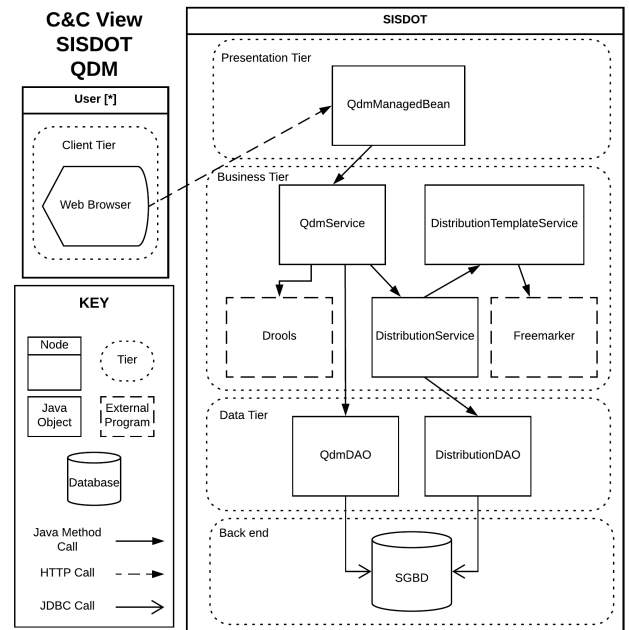 C&C View
SISDOT
QDM
User [*]
Client Tier
Web Browser
KEY
Node
Tier
Java
Object
External
Program
Database
Java Method
Call
HTTP Call
JDBC Call
SISDOT
Presentation Tier
QdmManagedBean
Business Tier
QdmService
DistributionTemplateService
Drools
DistributionService
Freemarker
Data Tier
QdmDAO
DistributionDAO
Back end
SGBD